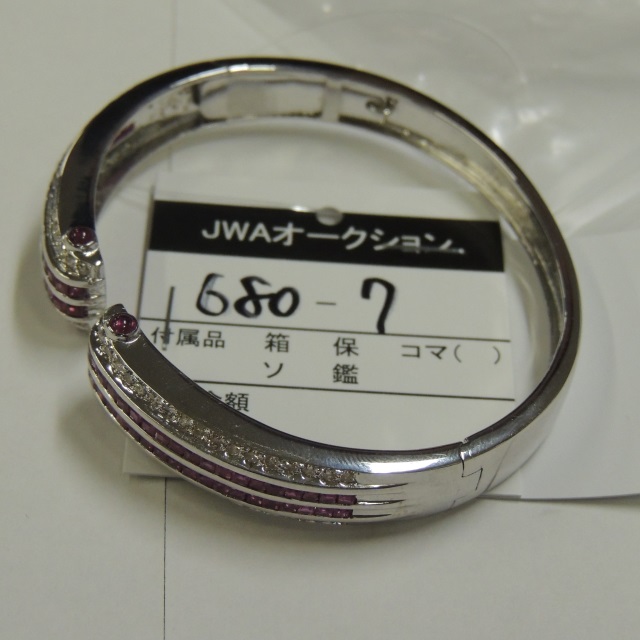 JWAオークション
1680-7
付属品 箱 保 コマ( )
ソ 鑑
額